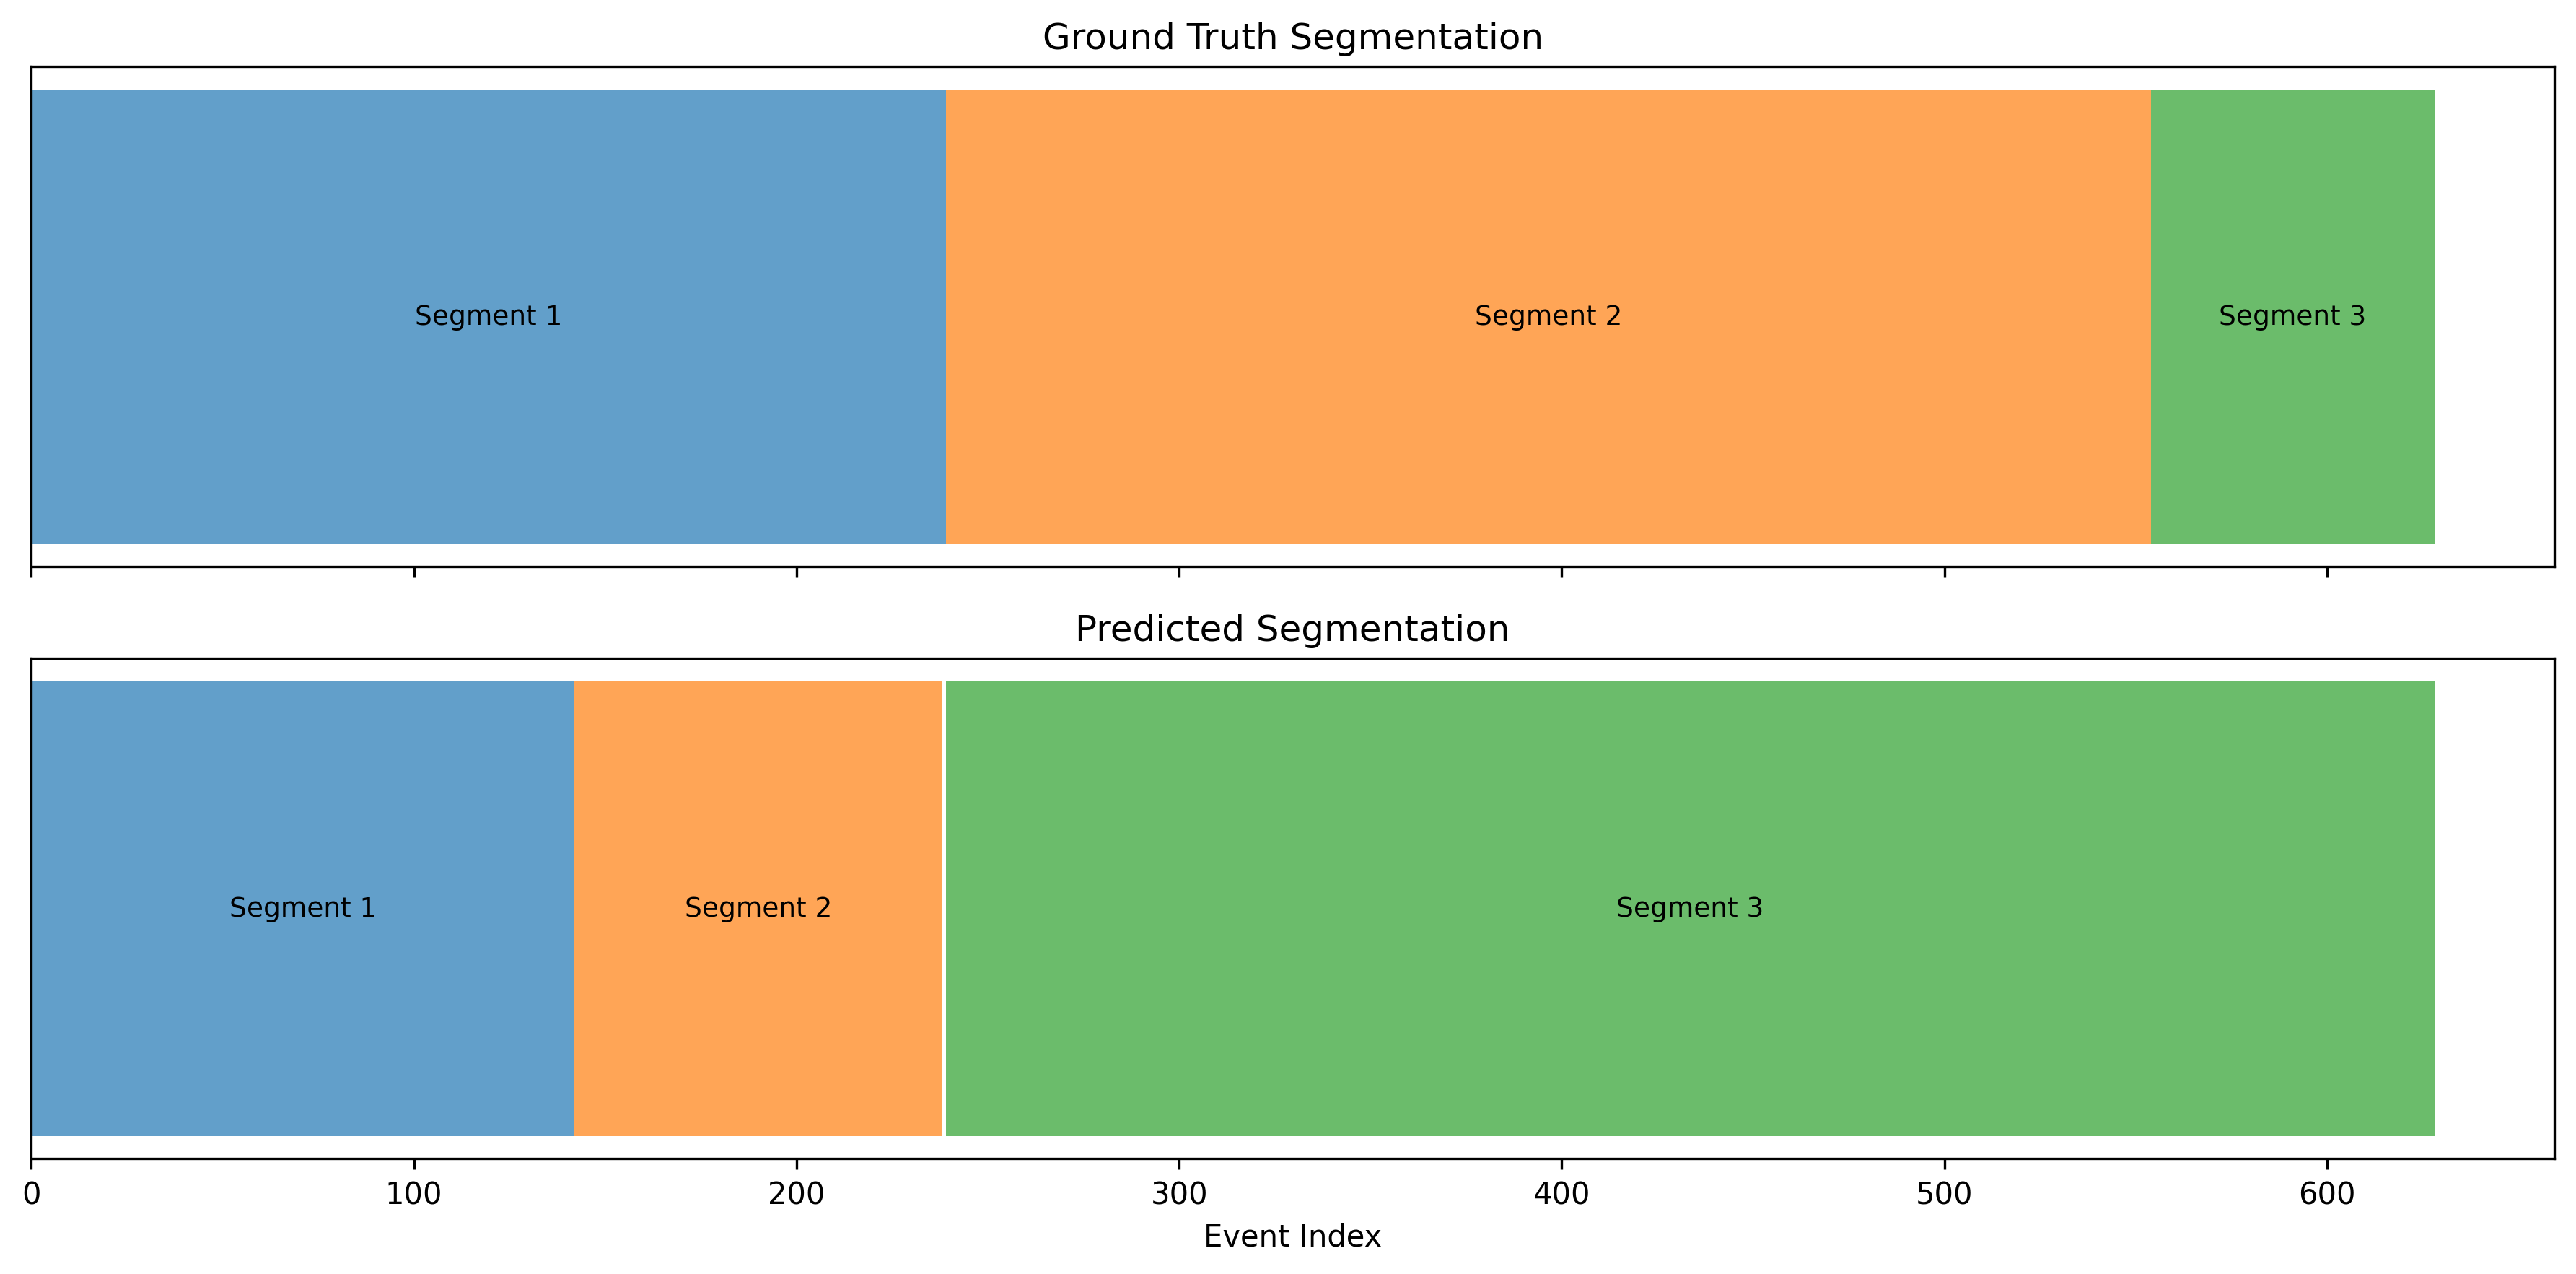 Ground Truth Segmentation
Segment 1
Segment 2
Segment 3
Predicted Segmentation
Segment 1
Segment 2
Segment 3
0
100
200
300
400
500
600
Event Index